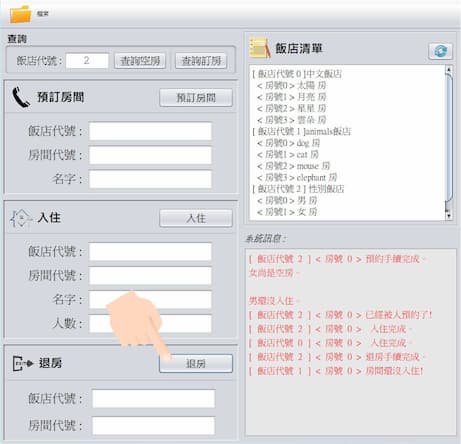 檔案
查詢
飯店代號: 2 查詢空房 查詢訂房
預訂房間 預訂房間
飯店代號:
房間代號:
名字:
入住 入住
飯店代號:
房間代號:
名字:
人數:
EXIT 退房 退房
飯店代號:
房間代號:
飯店清單
[ 飯店代號 0 ]中文飯店
< 房號0 > 太陽 房
< 房號1 > 月亮 房
< 房號2 > 星星 房
< 房號3 > 雲朵 房
[ 飯店代號 1 ]animals飯店
< 房號0 > dog 房
< 房號1 > cat 房
< 房號2 > mouse 房
< 房號3 > elephant 房
[ 飯店代號 2 ] 性別飯店
< 房號0 > 男 房
< 房號1 > 女 房
系統訊息:
[ 飯店代號 2 ] < 房號 0 > 預約手續完成。
女尚是空房。
男還沒入住。
[ 飯店代號 2 ] < 房號 0 > 已經被人預約了!
[ 飯店代號 2 ] < 房號 0 > 入住完成。
[ 飯店代號 0 ] < 房號 0 > 入住完成。
[ 飯店代號 2 ] < 房號 0 > 退房手續完成。
[ 飯店代號 1 ] < 房號 0 > 房間還沒入住!